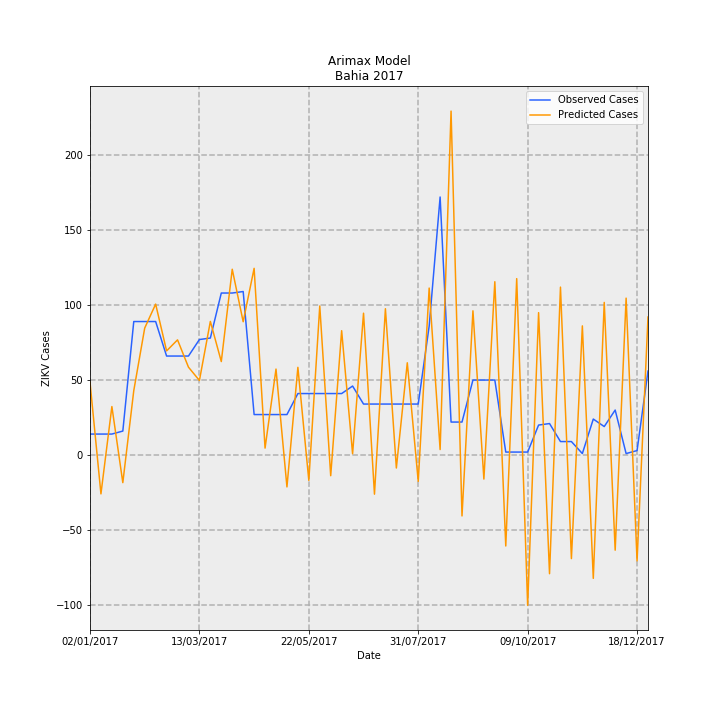 Arimax Model
Bahia 2017
Observed Cases
Predicted Cases
ZIKV Cases
200
150
100
50
0
−50
−100
02/01/2017
13/03/2017
22/05/2017
31/07/2017
09/10/2017
18/12/2017
Date